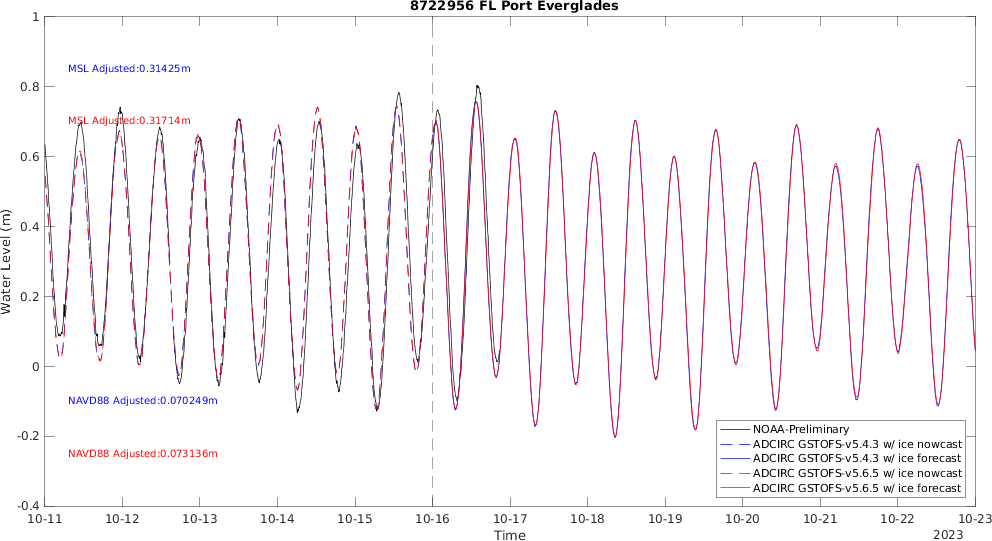 8722956 FL Port Everglades
1
0.8
0.6
0.4
0.2
0
-0.2
-0.4
Water Level (m)
MSL Adjusted:0.31425m
MSL Adjusted:0.31714m
NAVD88 Adjusted:0.070249m
NAVD88 Adjusted:0.073136m
NOAA-Preliminary
ADCIRC GSTOFS-v5.4.3 w/ ice nowcast
ADCIRC GSTOFS-v5.4.3 w/ ice forecast
ADCIRC GSTOFS-v5.6.5 w/ ice nowcast
ADCIRC GSTOFS-v5.6.5 w/ ice forecast
10-11 10-12 10-13 10-14 10-15 10-16 10-17 10-18 10-19 10-20 10-21 10-22 10-23
Time
2023